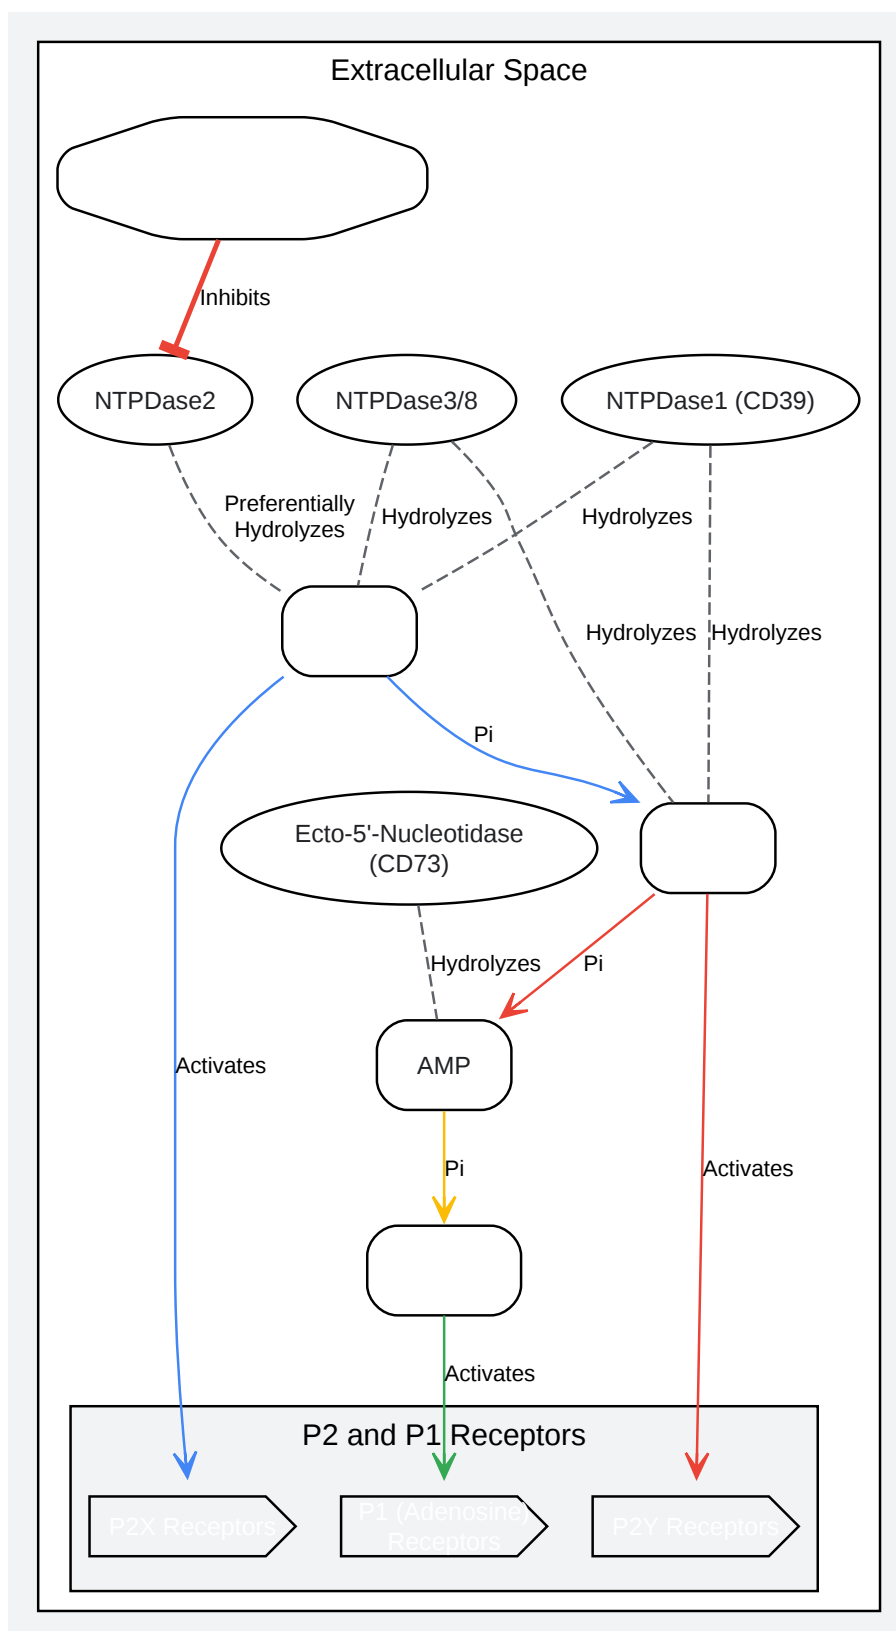 Extracellular Space
Inhibits
NTPDase2
NTPDase3/8
NTPDase1 (CD39)
Preferentially
Hydrolyzes
Hydrolyzes
Hydrolyzes
Hydrolyzes
Hydrolyzes
Pi
Ecto-5'-Nucleotidase
(CD73)
Hydrolyzes
Pi
AMP
Activates
Pi
Activates
Activates
P2 and P1 Receptors
P2X Receptors
P1 (Adenosine)
Receptors
P2Y Receptors